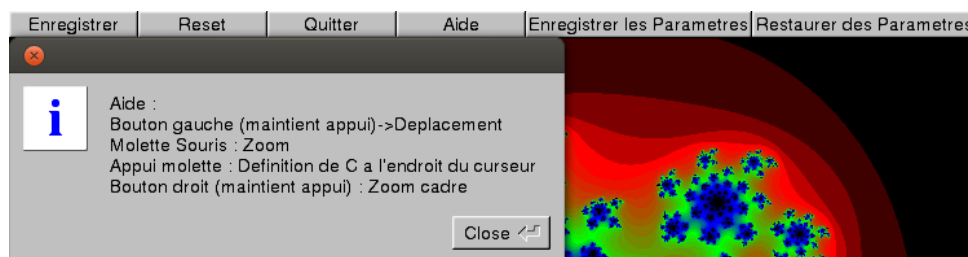 Enregistrer Reset Quitter Aide Enregistrer les Parametres Restaurer des Parametres
i
Aide :
Bouton gauche (maintient appui)->Deplacement
Molette Souris : Zoom
Appui molette : Definition de C a l'endroit du curseur
Bouton droit (maintient appui) : Zoom cadre
Close